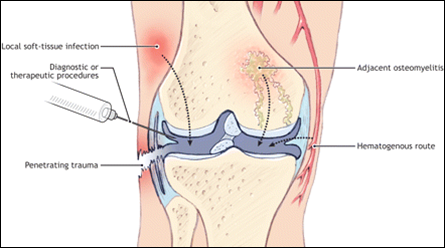 Local soft-tissue infection
Diagnostic or
therapeutic procedures
Adjacent osteomyelitis
Hematogenous route
Penetrating trauma